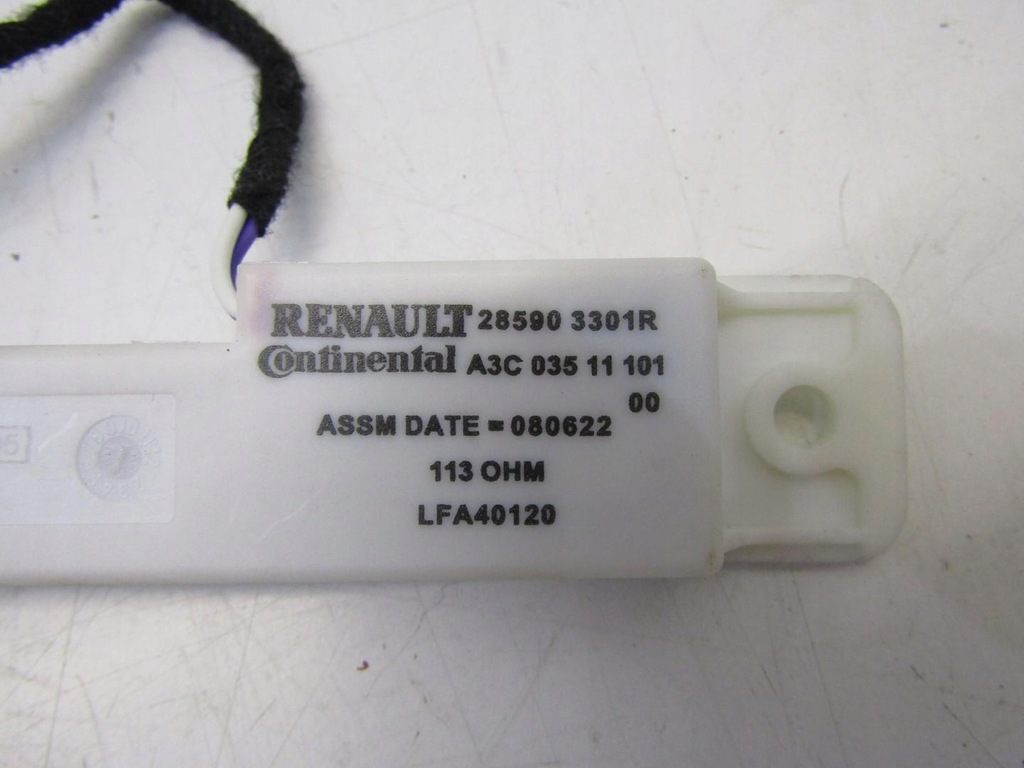 RENAULT 28590 3301R
Continental A3C 035 11 101
00
ASSM DATE = 080622
113 OHM
LFA40120